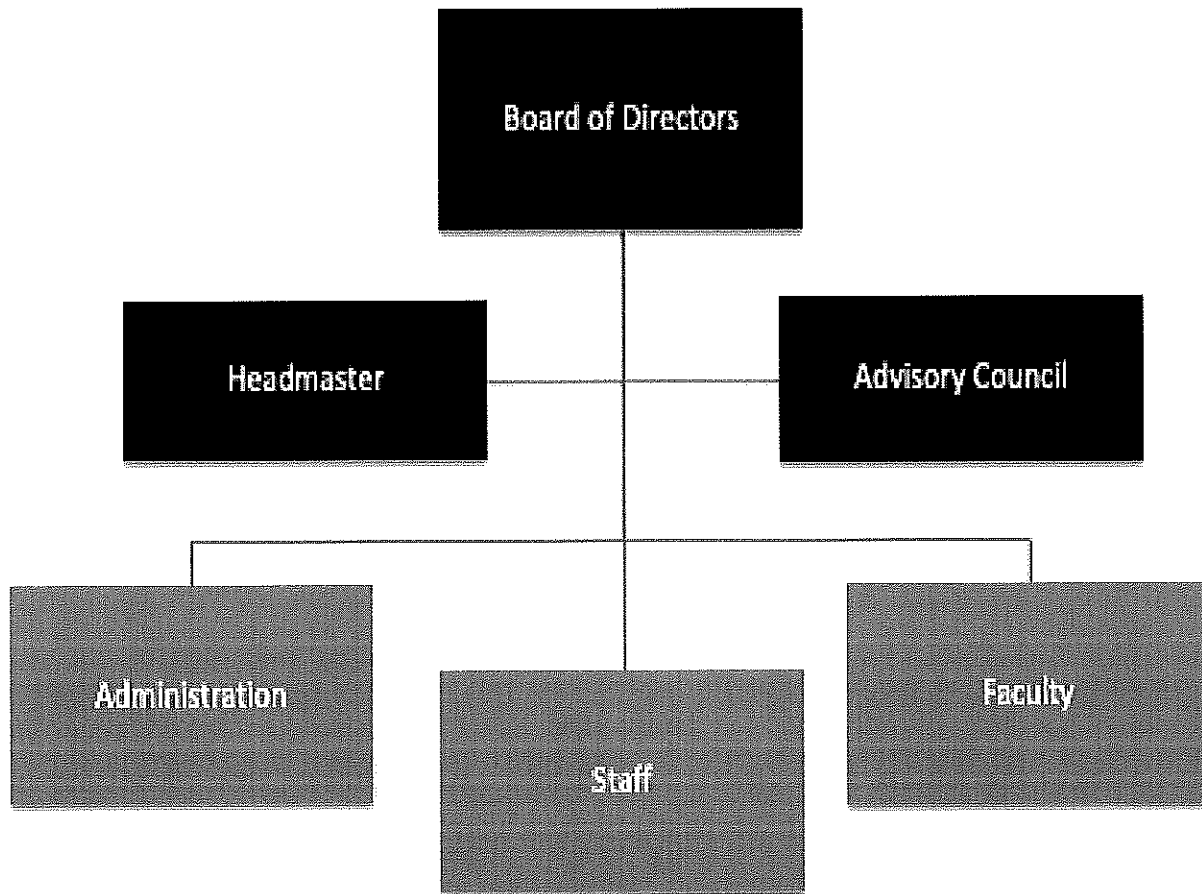 Board of Directors
Headmaster
Advisory Council
Administration
Staff
Faculty